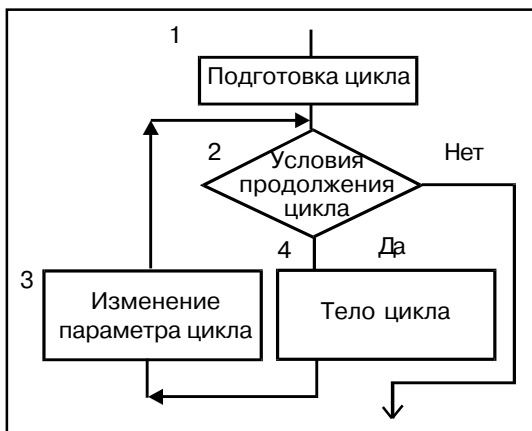 1
Подготовка цикла
2
Условия
продолжения
цикла
Нет
4
Да
3
Изменение
параметра цикла
Тело цикла